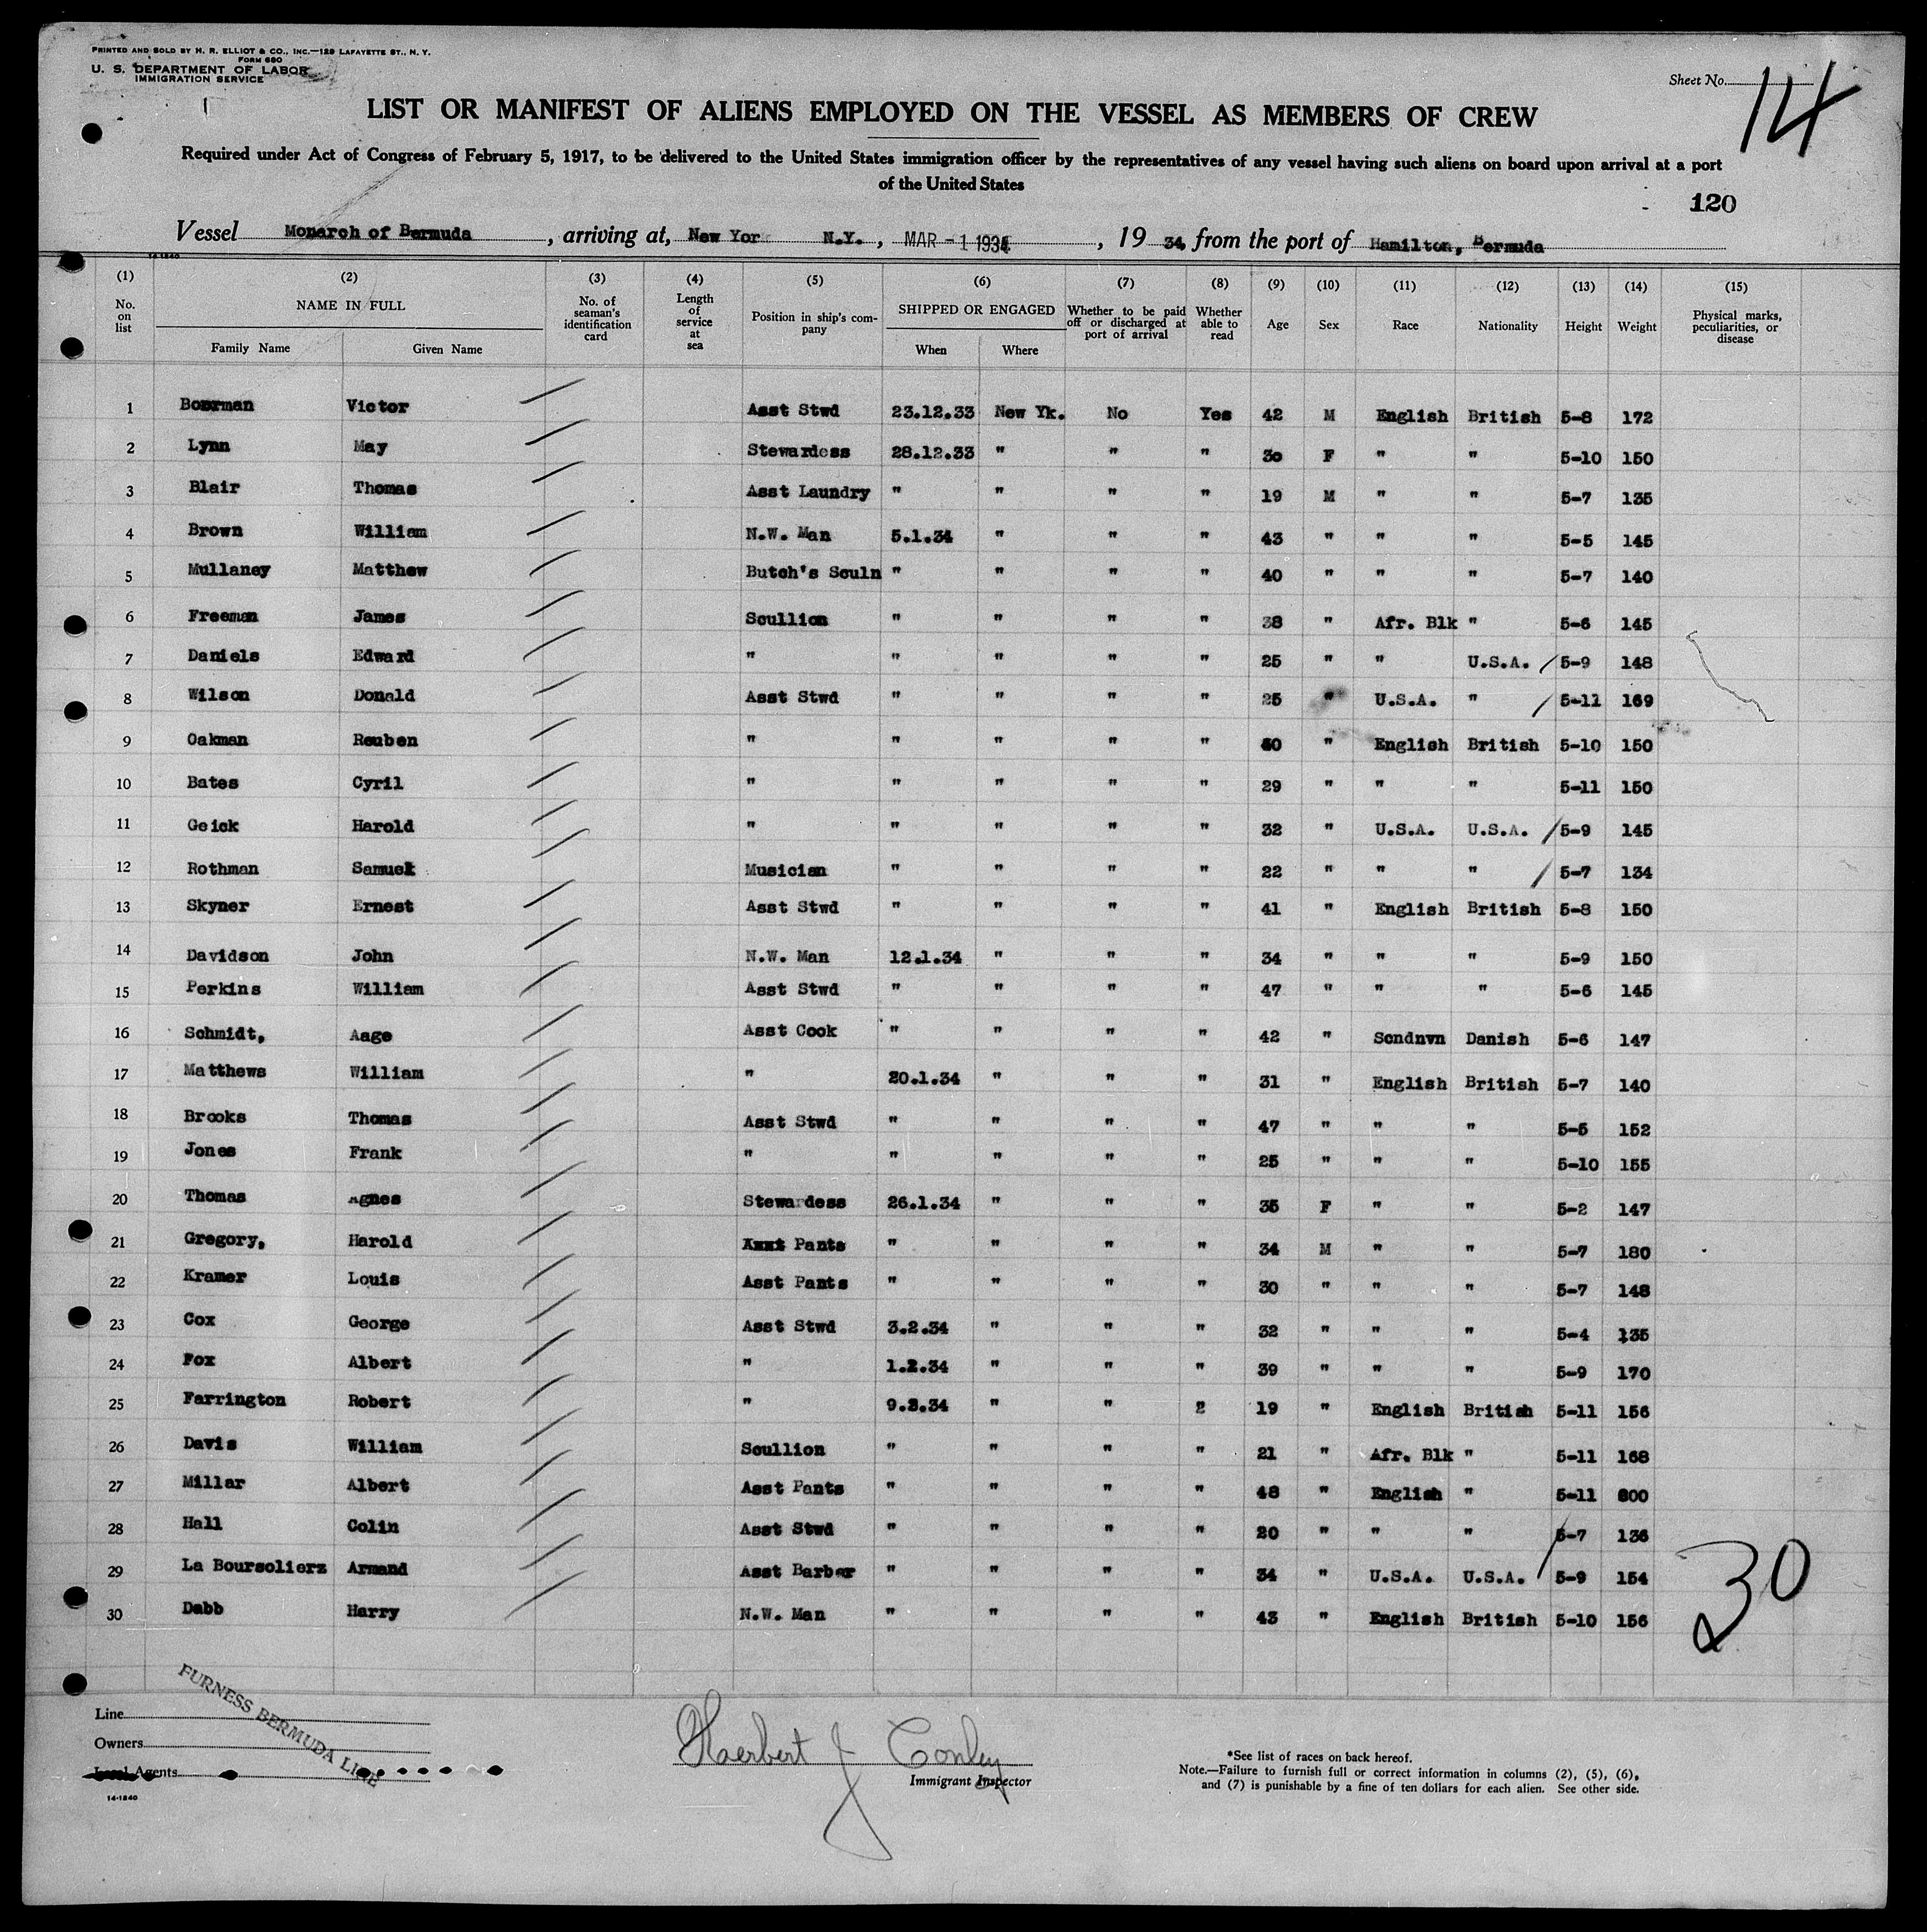 PRINTED AND SOLD BY H. R. ELLIOT & CO., INC.—129 LAFAYETTE ST., N. Y.
FORM 680
U. S. DEPARTMENT OF LABOR
IMMIGRATION SERVICE
Sheet No. 14
LIST OR MANIFEST OF ALIENS EMPLOYED ON THE VESSEL AS MEMBERS OF CREW
Required under Act of Congress of February 5, 1917, to be delivered to the United States immigration officer by the representatives of any vessel having such aliens on board upon arrival at a port
of the United States
120
Vessel Monarch of Bermuda, arriving at, New York N.Y., MAR - 1 1934, 19 34 from the port of Hamilton, Bermuda
14-1240
(1) (2) (3) (4) (5) (6) (7) (8) (9) (10) (11) (12) (13) (14) (15)
No. on list NAME IN FULL Family Name Given Name No. of seaman's identification card Length of service at sea Position in ship's company SHIPPED OR ENGAGED When Where Whether to be paid off or discharged at port of arrival Whether able to read Age Sex Race Nationality Height Weight Physical marks, peculiarities, or disease
1 Victor Asst Stwd 23.12.33 New Yk. No Yes 42 M English British 5-8 172
2 Lynn May Stewardess 28.12.33 " " " 30 F " " 5-10 150
3 Blair Thomas Asst Laundry " " " " 19 M " " 5-7 135
4 Brown William N.W. Man 5.1.34 " " " 43 " " " 5-5 145
5 Mullaney Matthew Butch's Sculn " " " " 40 " " " 5-7 140
6 Freeman James Scullion " " " " 38 " Afr. Blk " 5-6 145
7 Daniels Edward " " " " " 25 " " U.S.A. 5-9 148
8 Wilson Donald Asst Stwd " " " " 25 " U.S.A. " 5-11 169
9 Oakman Reuben " " " " " " English British 5-10 150
10 Bates Cyril " " " " " 29 " " " 5-11 150
11 Geick Harold " " " " " 32 " U.S.A. U.S.A. 5-9 145
12 Rothman Samuel Musician " " " " 22 " " " 5-7 134
13 Skyner Ernest Asst Stwd " " " " 41 " English British 5-8 150
14 Davidson John N.W. Man 12.1.34 " " " 34 " " " 5-9 150
15 Perkins William Asst Stwd " " " " 47 " " " 5-6 145
16 Schmidt, Aage Asst Cook " " " " 42 " Scndnvn Danish 5-6 147
17 Matthews William " 20.1.34 " " " 31 " English British 5-7 140
18 Brooks Thomas Asst Stwd " " " " 47 " " " 5-5 152
19 Jones Frank " " " " " 25 " " " 5-10 155
20 Thomas Agnes Stewardess 26.1.34 " " " 35 F " " 5-2 147
21 Gregory, Harold Pants " " " " 34 M " " 5-7 180
22 Kramer Louis Asst Pants " " " " 30 " " " 5-7 148
23 Cox George Asst Stwd 3.2.34 " " " 32 " " " 5-4 135
24 Fox Albert " 1.2.34 " " " 39 " " " 5-9 170
25 Farrington Robert " 9.2.34 " " 2 19 " English British 5-11 156
26 Davis William Scullion " " " " 21 " Afr. Blk " 5-11 168
27 Millar Albert Asst Pants " " " " 48 " English " 5-11
28 Hall Colin Asst Stwd " " " " 20 " " " 5-7 136
29 La Boursolierz Armand Asst Barber " " " " 34 " U.S.A. U.S.A. 5-9 154
30 Dabb Harry N.W. Man " " " " 43 " English British 5-10 156
30
Line
Owners
Local Agents
FURNESS BERMUDA LINE
14-1240
Herbert J Conley
Immigrant Inspector
*See list of races on back hereof.
Note.—Failure to furnish full or correct information in columns (2), (5), (6),
and (7) is punishable by a fine of ten dollars for each alien. See other side.